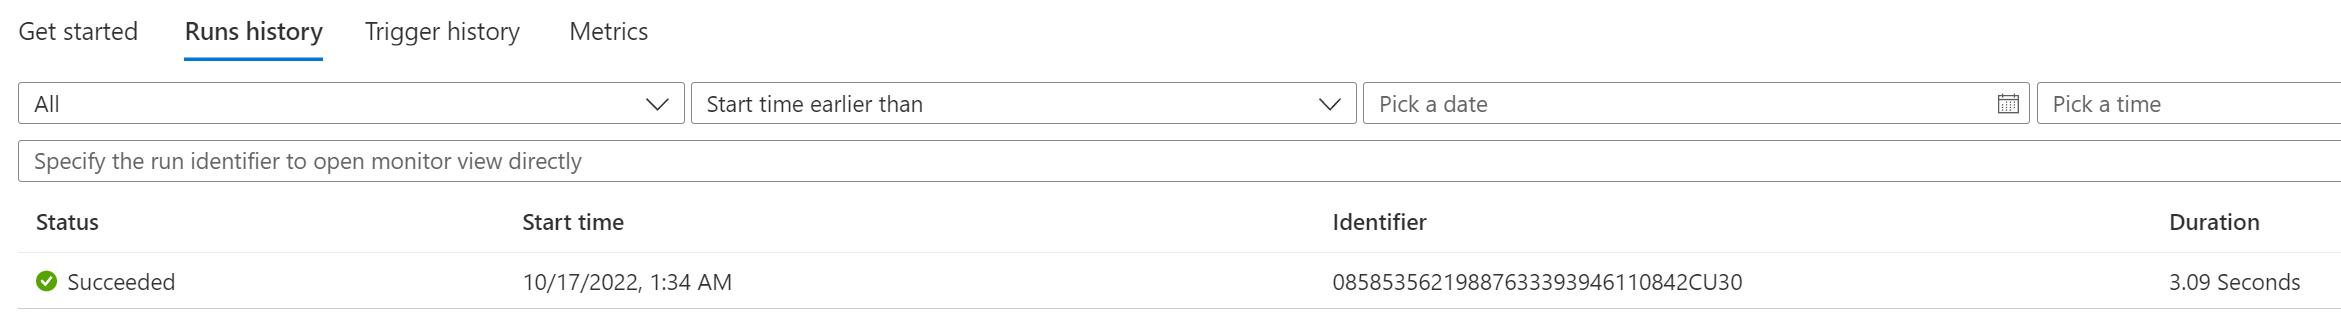 Get started Runs history Trigger history Metrics
All Start time earlier than Pick a date Pick a time
Specify the run identifier to open monitor view directly
Status Start time Identifier Duration
Succeeded 10/17/2022, 1:34 AM 08585356219887633393946110842CU30 3.09 Seconds